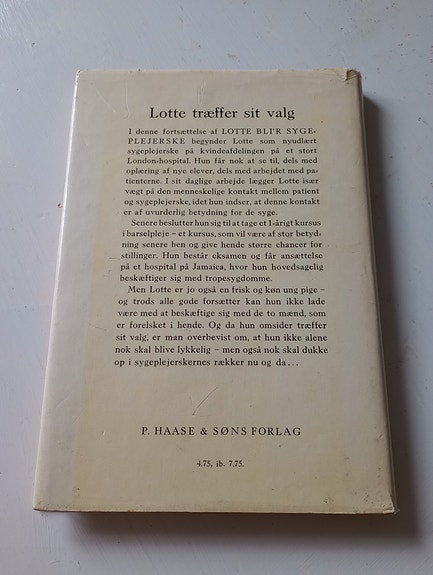 Lotte træffer sit valg
I denne fortsættelse af LOTTE BLI'R SYGE-
PLEJERSKE begynder Lotte som nyudlært
sygeplejerske på kvindeafdelingen på et stort
London-hospital. Hun får nok at se til, dels med
oplæring af nye elever, dels med arbejdet med pa-
tienterne. I sit daglige arbejde lægger Lotte især
vægt på den menneskelige kontakt mellem patient
og sygeplejerske, idet hun indser, at denne kontakt
er af uvurderlig betydning for de syge.
Senere beslutter hun sig til at tage et 1-årigt kursus
i barselpleje – et kursus, som vil være af stor betyd-
ning senere hen og give hende større chancer for
stillinger. Hun består eksamen og får ansættelse
på et hospital på Jamaica, hvor hun hovedsagelig
beskæftiger sig med tropesygdomme.
Men Lotte er jo også en frisk og køn ung pige –
og trods alle gode forsætter kan hun ikke lade
være med at beskæftige sig med de to mænd, som
er forelsket i hende. Og da hun omsider træffer
sit valg, er man overbevist om, at hun ikke alene
nok skal blive lykkelig – men også nok skal dukke
op i sygeplejerskernes rækker nu og da...
P. HAASE & SØNS FORLAG
4.75, ib. 7,75.